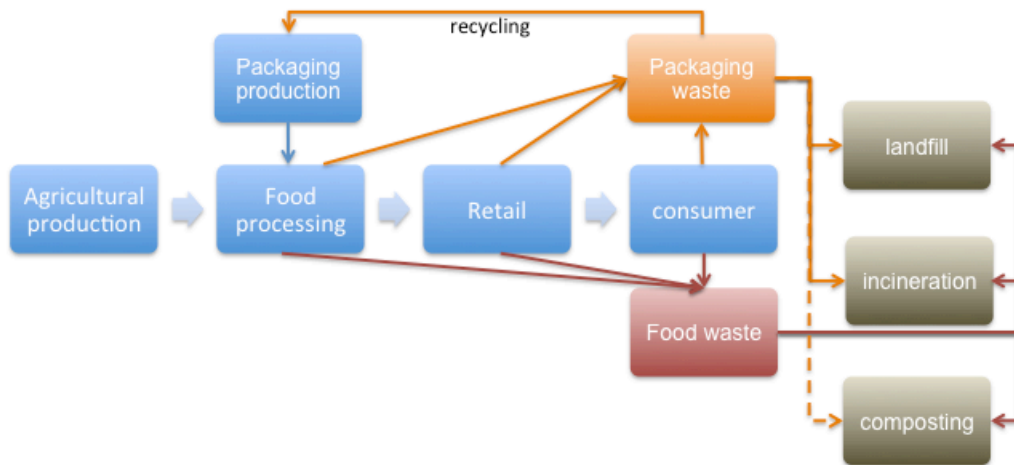 recycling
Packaging
production
Packaging
waste
landfill
Agricultural
production
Food
processing
Retail
consumer
incineration
Food waste
composting